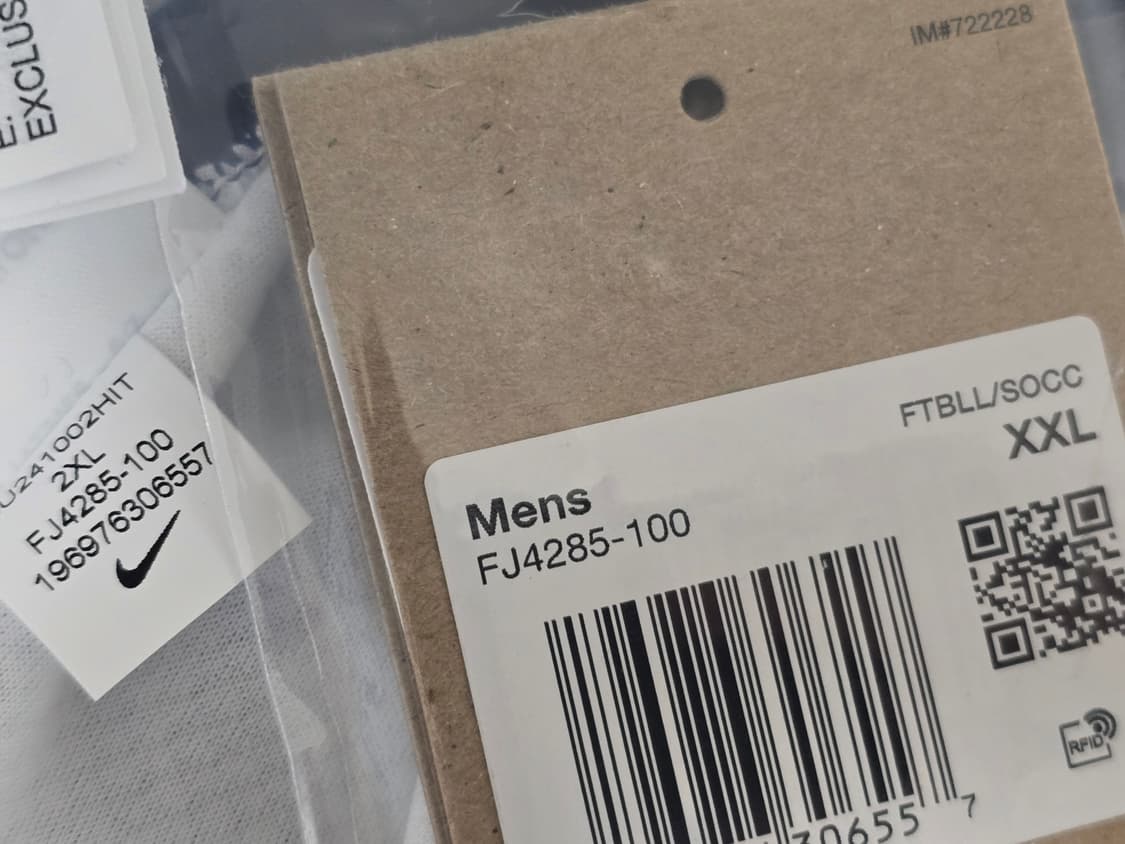 E:
EXCLUS
IM#722228
U241002HIT
2XL
FJ4285-100
196976306557
FTBLL/SOCC
XXL
Mens
FJ4285-100
30655 7
RFID